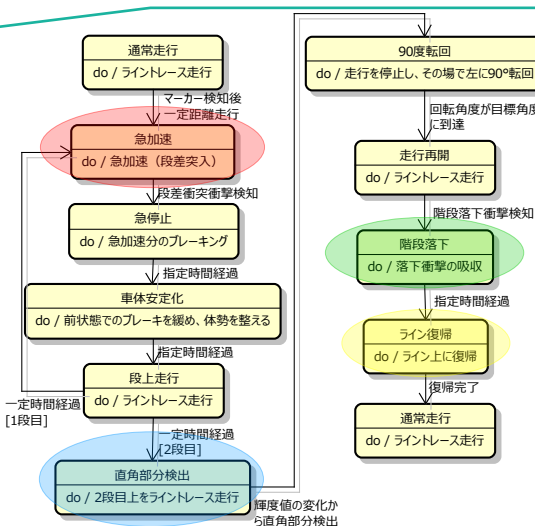 通常走行
do / ライントレース走行
マーカー検知後
一定距離走行
急加速
do / 急加速（段差突入）
段差衝突衝撃検知
急停止
do / 急加速分のブレーキング
指定時間経過
車体安定化
do / 前状態でのブレーキを緩め、体勢を整える
指定時間経過
段上走行
do / ライントレース走行
一定時間経過
[1段目]
一定時間経過
[2段目]
直角部分検出
do / 2段目上をライントレース走行
輝度値の変化か
ら直角部分検出
90度転回
do / 走行を停止し、その場で左に90°転回
回転角度が目標角度
に到達
走行再開
do / ライントレース走行
階段落下衝撃検知
階段落下
do / 落下衝撃の吸収
指定時間経過
ライン復帰
do / ライン上に復帰
復帰完了
通常走行
do / ライントレース走行